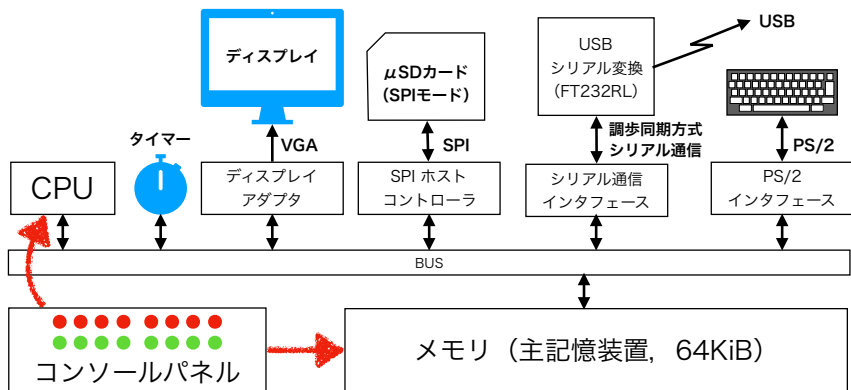 ディスプレイ
μSDカード
（SPIモード）
USB
シリアル変換
（FT232RL）
USB
タイマー
VGA
SPI
調歩同期方式
シリアル通信
PS/2
CPU
ディスプレイ
アダプタ
SPI ホスト
コントローラ
シリアル通信
インタフェース
PS/2
インタフェース
BUS
コンソールパネル
メモリ（主記憶装置，64KiB）